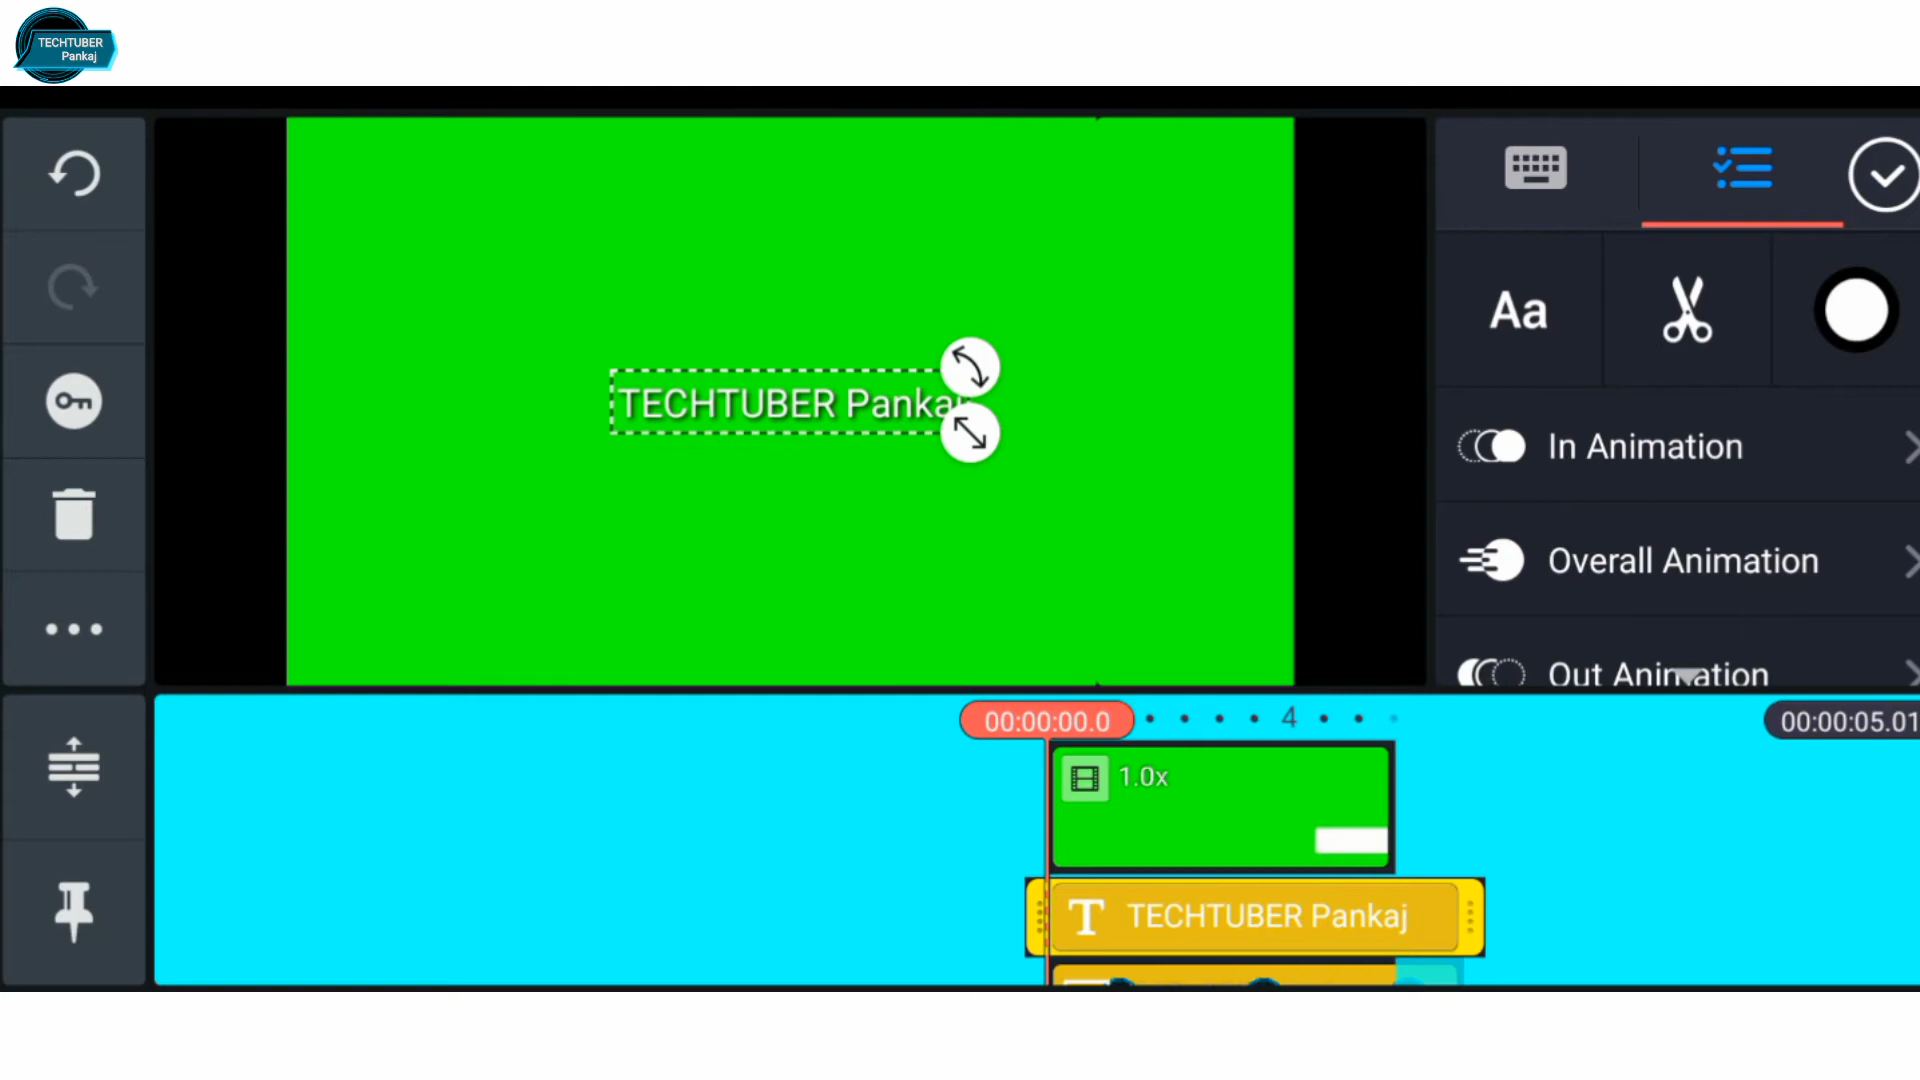 TECHTUBER
Pankaj
TECHTUBER Pankaj
Aa
In Animation
Overall Animation
Out Animation
00:00:00.0
4
00:00:05.01
1.0x
T TECHTUBER Pankaj